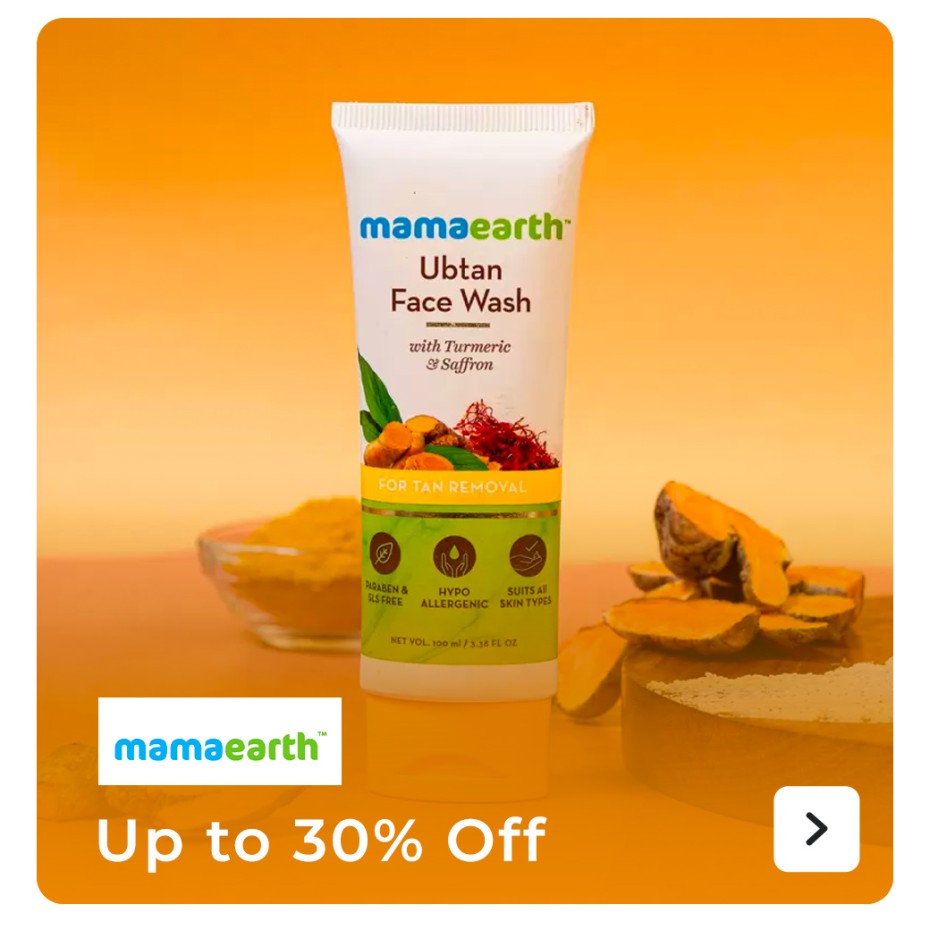 mamaearth™
Ubtan
Face Wash
with Turmeric
& Saffron
FOR TAN REMOVAL
PARABEN &
SLS FREE
HYPO
ALLERGENIC
SUITS All
SKIN TYPES
NET VOL. 100 ml / 3.38 FL OZ
mamaearth™
Up to 30% Off